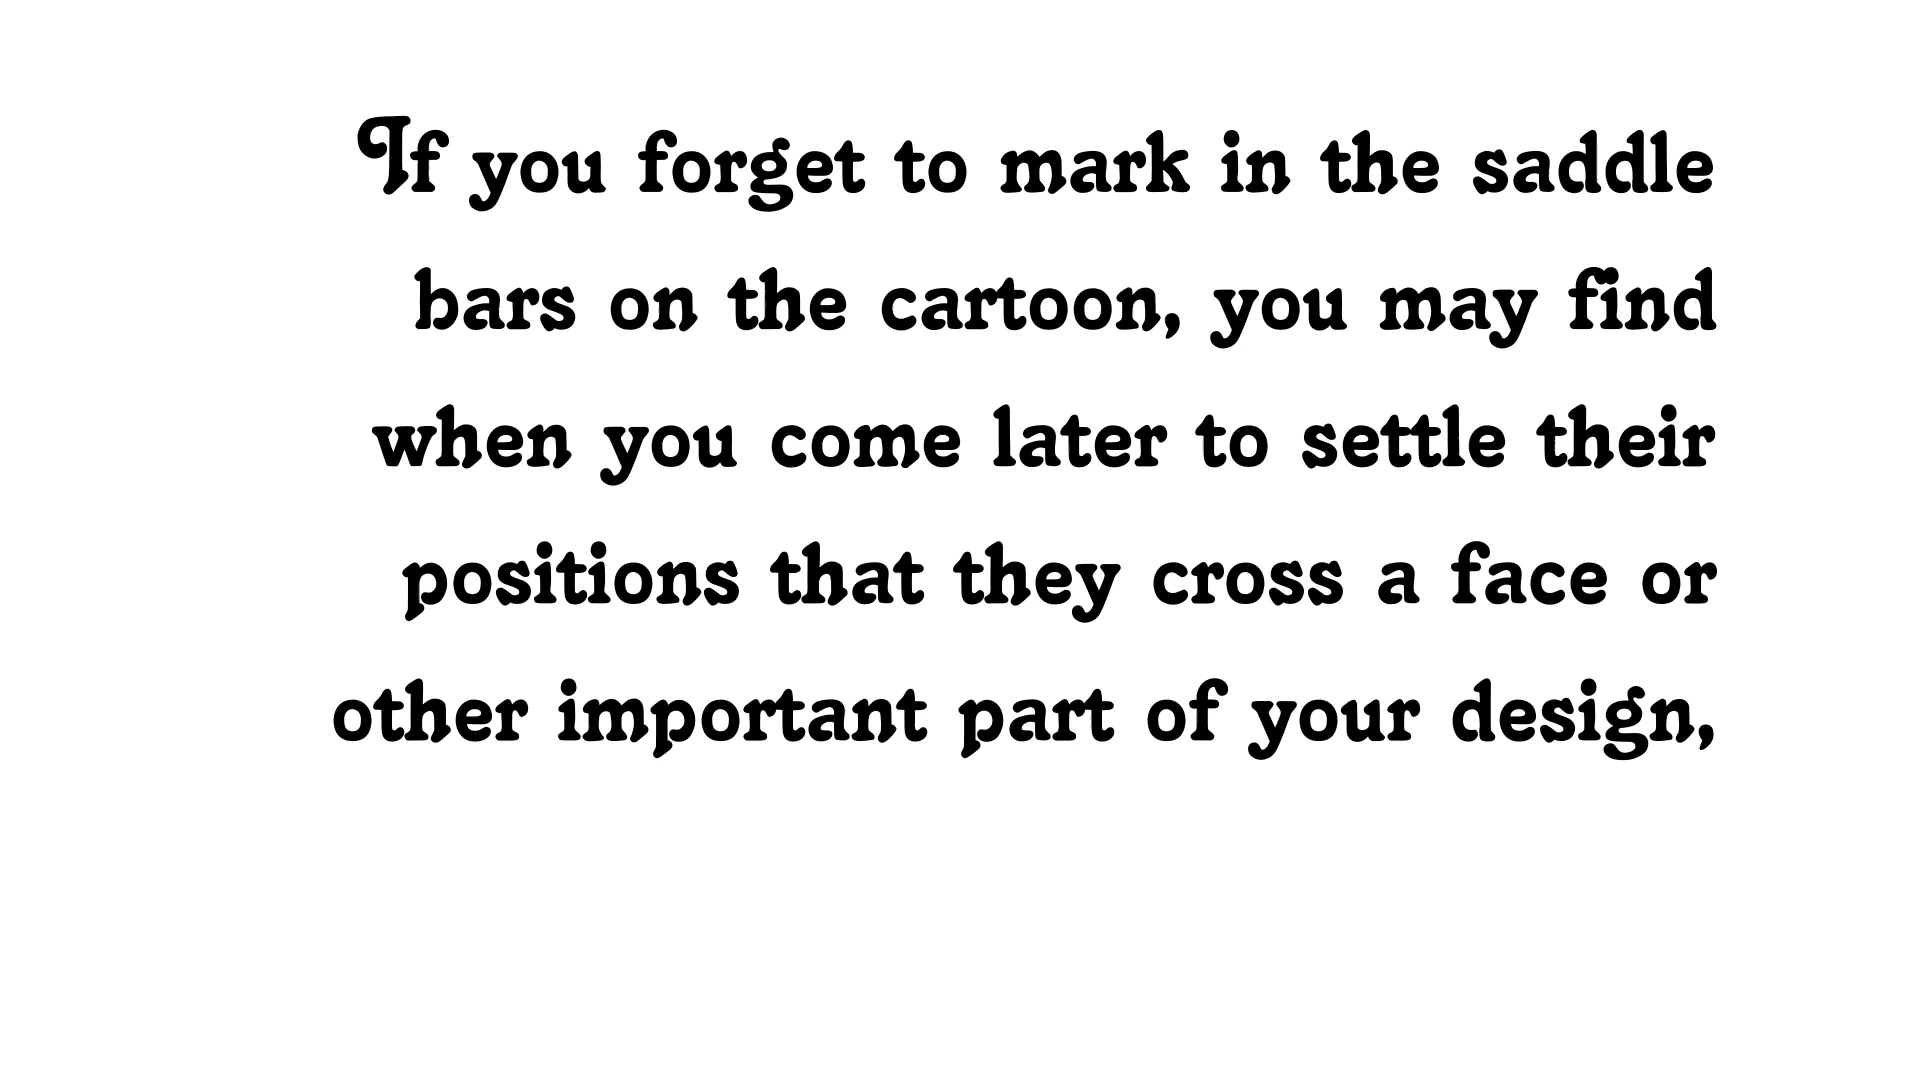 If you forget to mark in the saddle
bars on the cartoon, you may find
when you come later to settle their
positions that they cross a face or
other important part of your design,